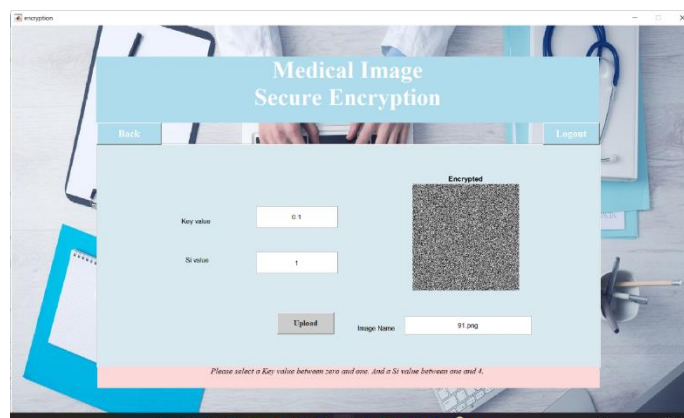 encryption
Medical Image
Secure Encryption
Back
Logout
Encrypted
Key value
0.1
Si value
1
Upload
Image Name
91.png
Please select a Key value between zero and one. And a Si value between one and 4.